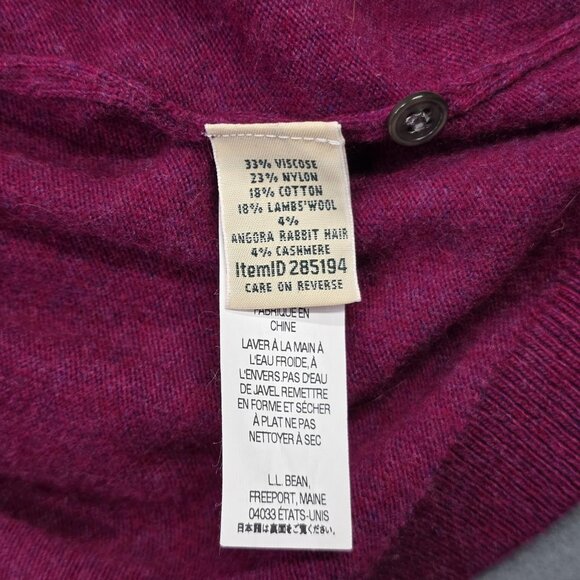 33% VISCOSE
23% NYLON
18% COTTON
18% LAMBS'WOOL
4%
ANGORA RABBIT HAIR
4% CASHMERE
ItemID 285194
CARE ON REVERSE
FABRIQUÉ EN
CHINE
LAVER À LA MAIN À
L'EAU FROIDE, À
L'ENVERS.PAS D'EAU
DE JAVEL REMETTRE
EN FORME ET SÉCHER
À PLAT NE PAS
NETTOYER À SEC
L.L. BEAN,
FREEPORT, MAINE
04033 ÉTATS-UNIS
日本語は裏面をご覧ください。